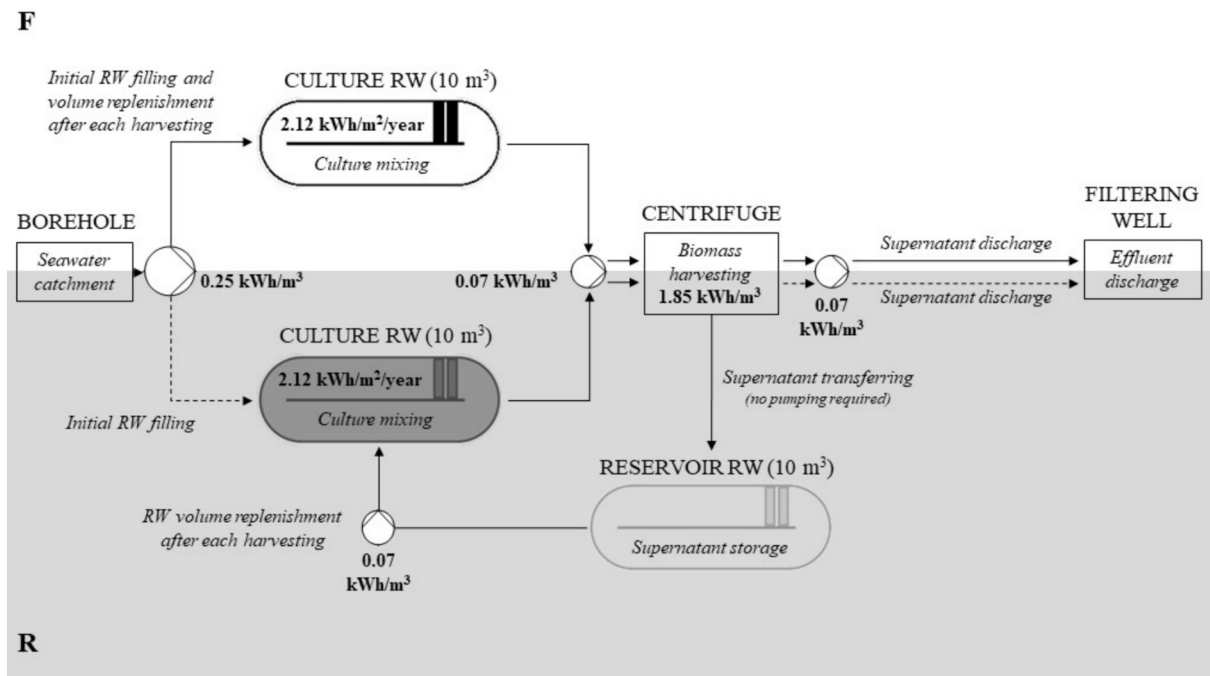 F
Initial RW filling and
volume replenishment
after each harvesting
CULTURE RW (10 m³)
2.12 kWh/m²/year
Culture mixing
BOREHOLE
Seawater
catchment
0.25 kWh/m³
0.07 kWh/m³
CENTRIFUGE
Biomass
harvesting
1.85 kWh/m³
0.07
kWh/m³
Supernatant discharge
Supernatant discharge
FILTERING
WELL
Effluent
discharge
CULTURE RW (10 m³)
2.12 kWh/m²/year
Culture mixing
Initial RW filling
Supernatant transferring
(no pumping required)
RESERVOIR RW (10 m³)
Supernatant storage
RW volume replenishment
after each harvesting
0.07
kWh/m³
R